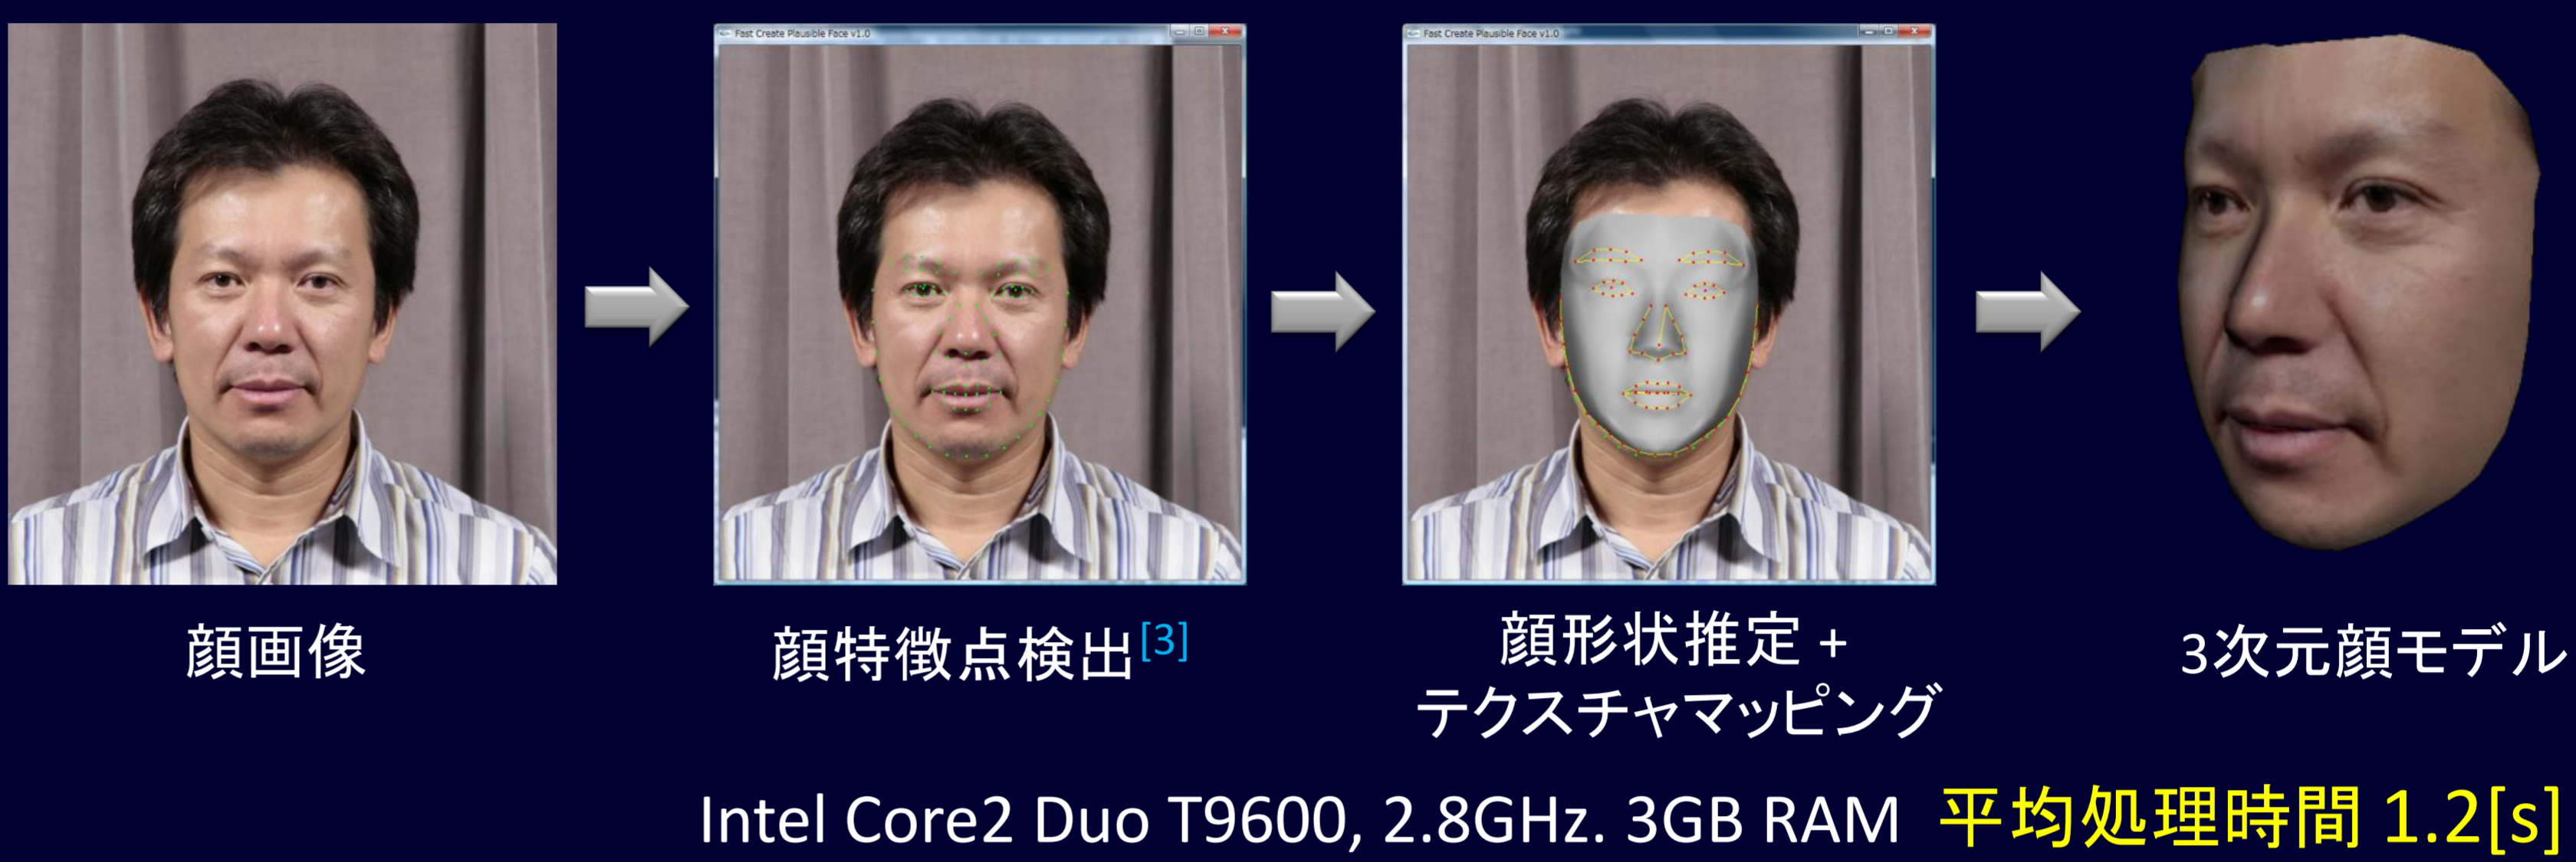 Fast Create Plausible Face v1.0
Fast Create Plausible Face v1.0
顔画像
顔特徴点検出[3]
顔形状推定 +
テクスチャマッピング
3次元顔モデル
Intel Core2 Duo T9600, 2.8GHz. 3GB RAM 平均処理時間 1.2[s]